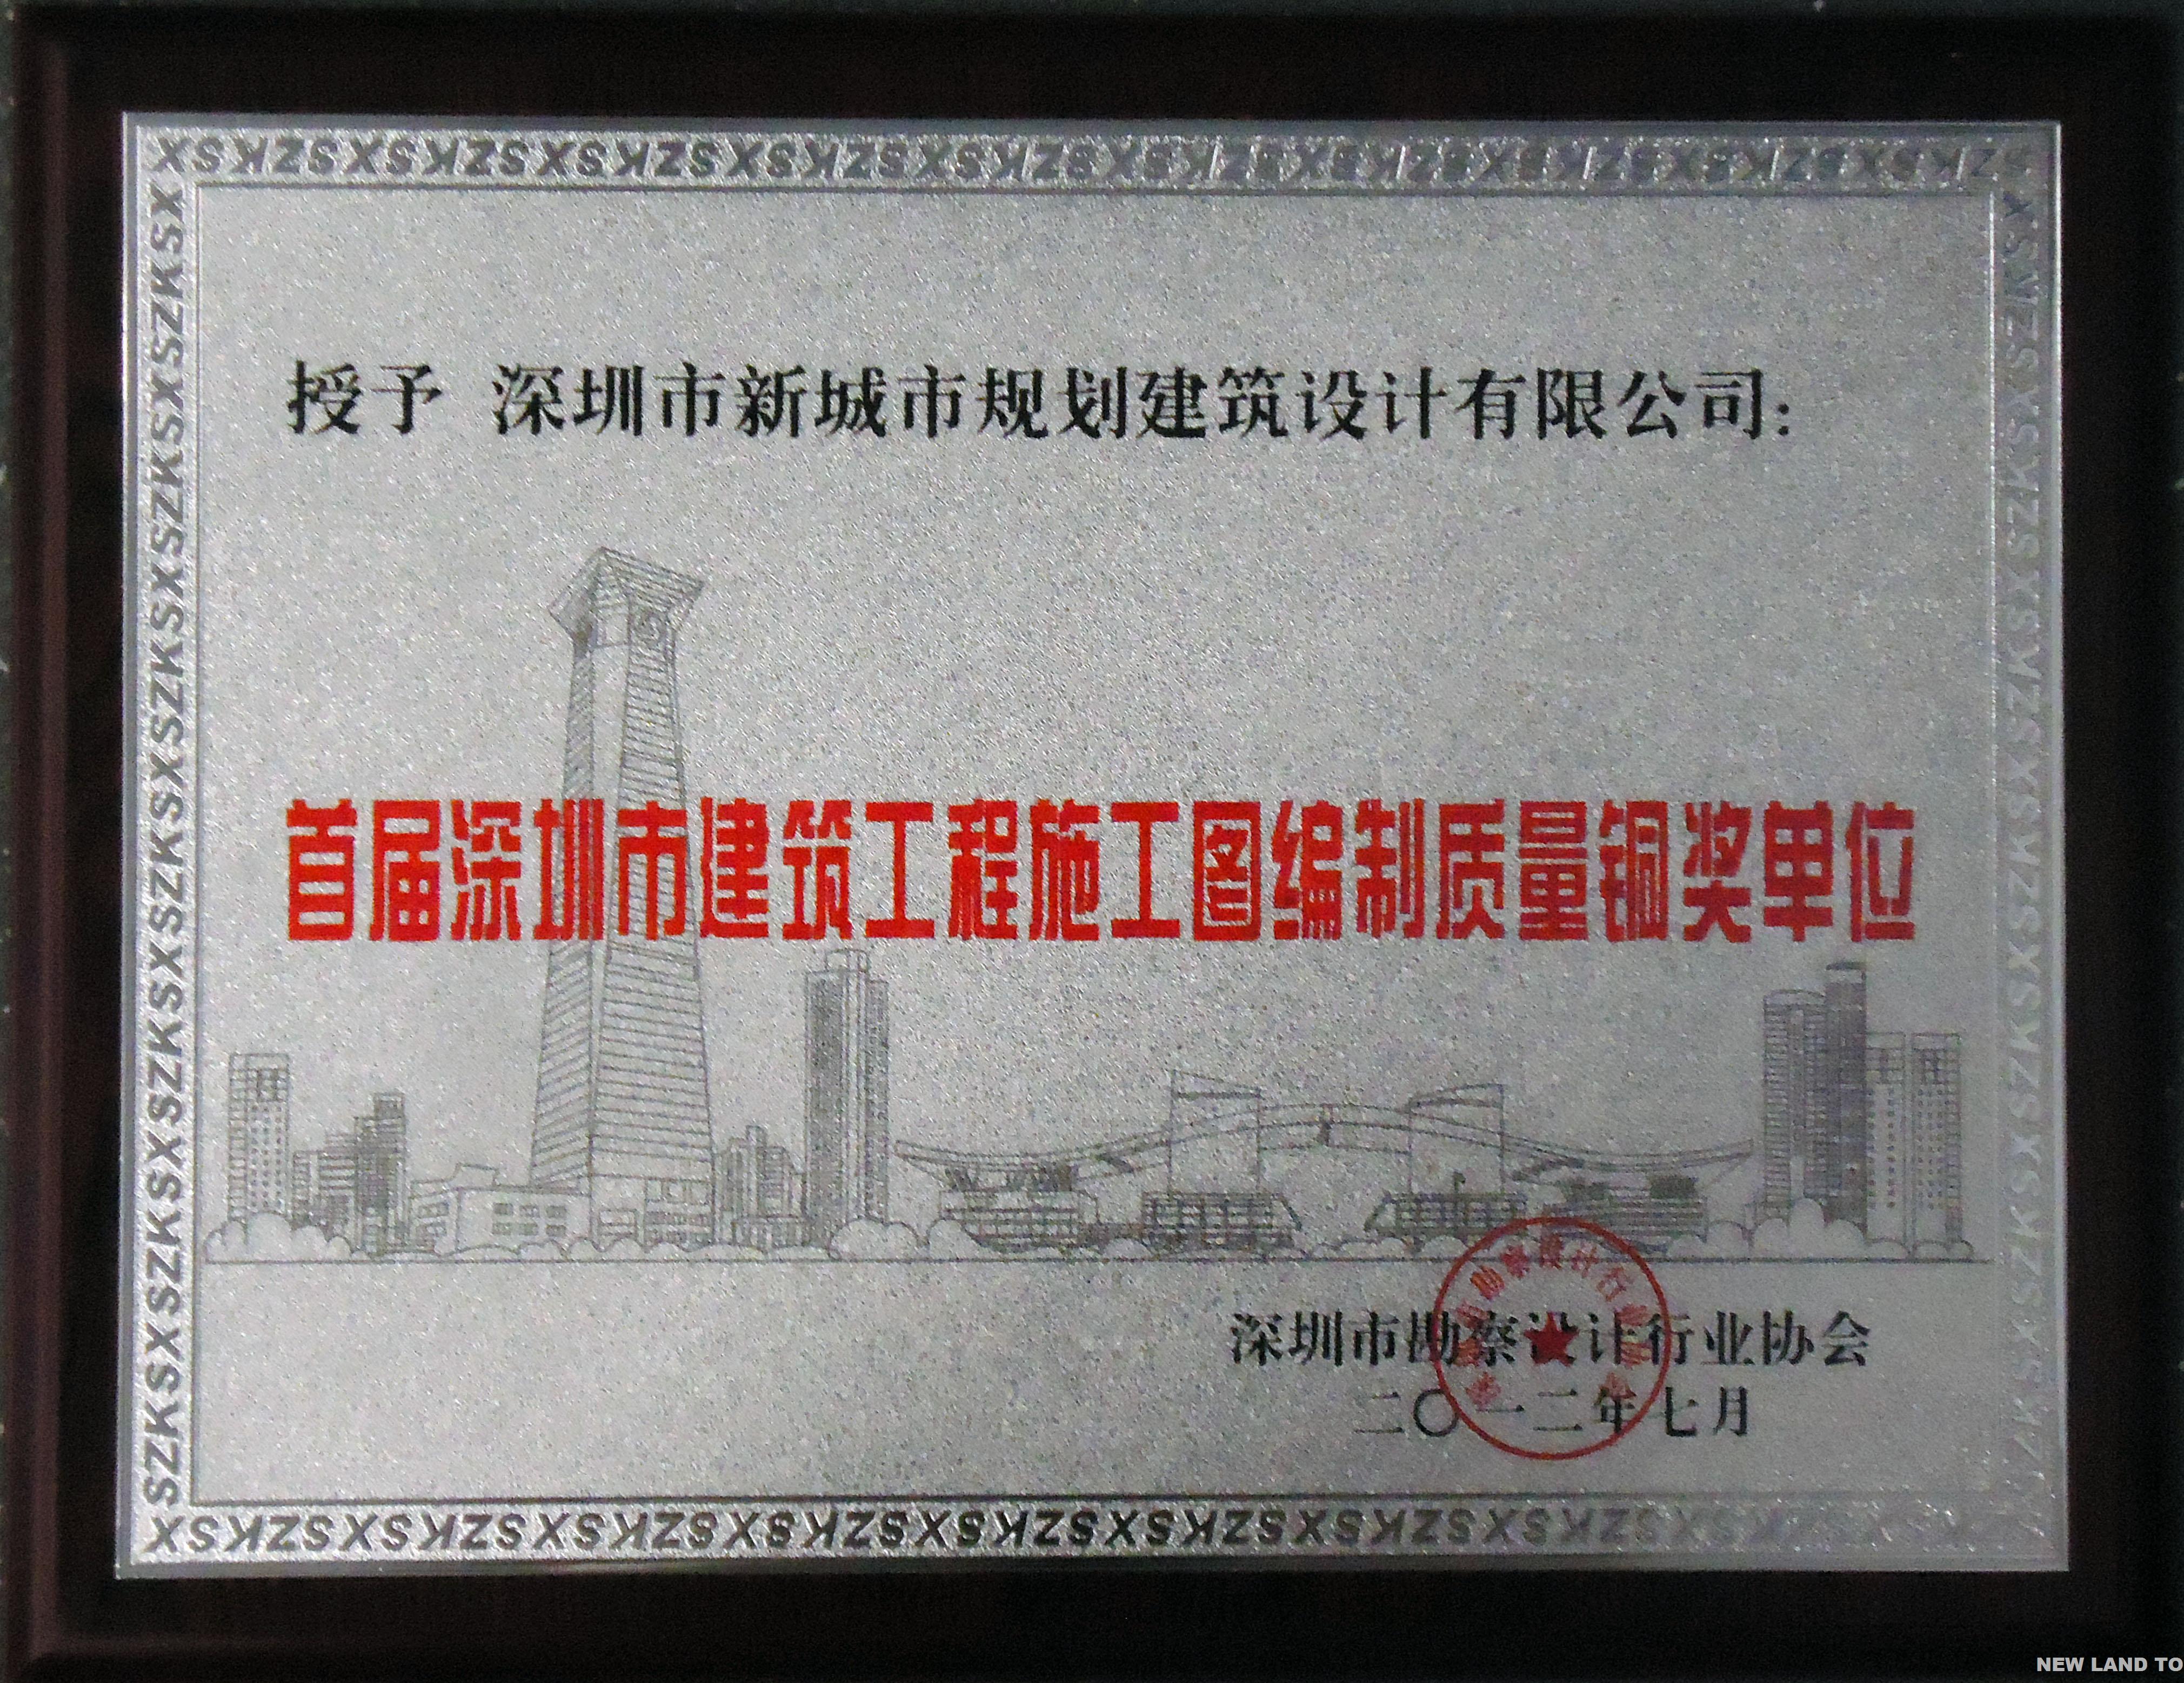 授予 深圳市新城市规划建筑设计有限公司:
首届深圳市建筑工程施工图编制质量铜奖单位
深圳市勘察设计行业协会
二〇一二年七月
NEW LAND TO